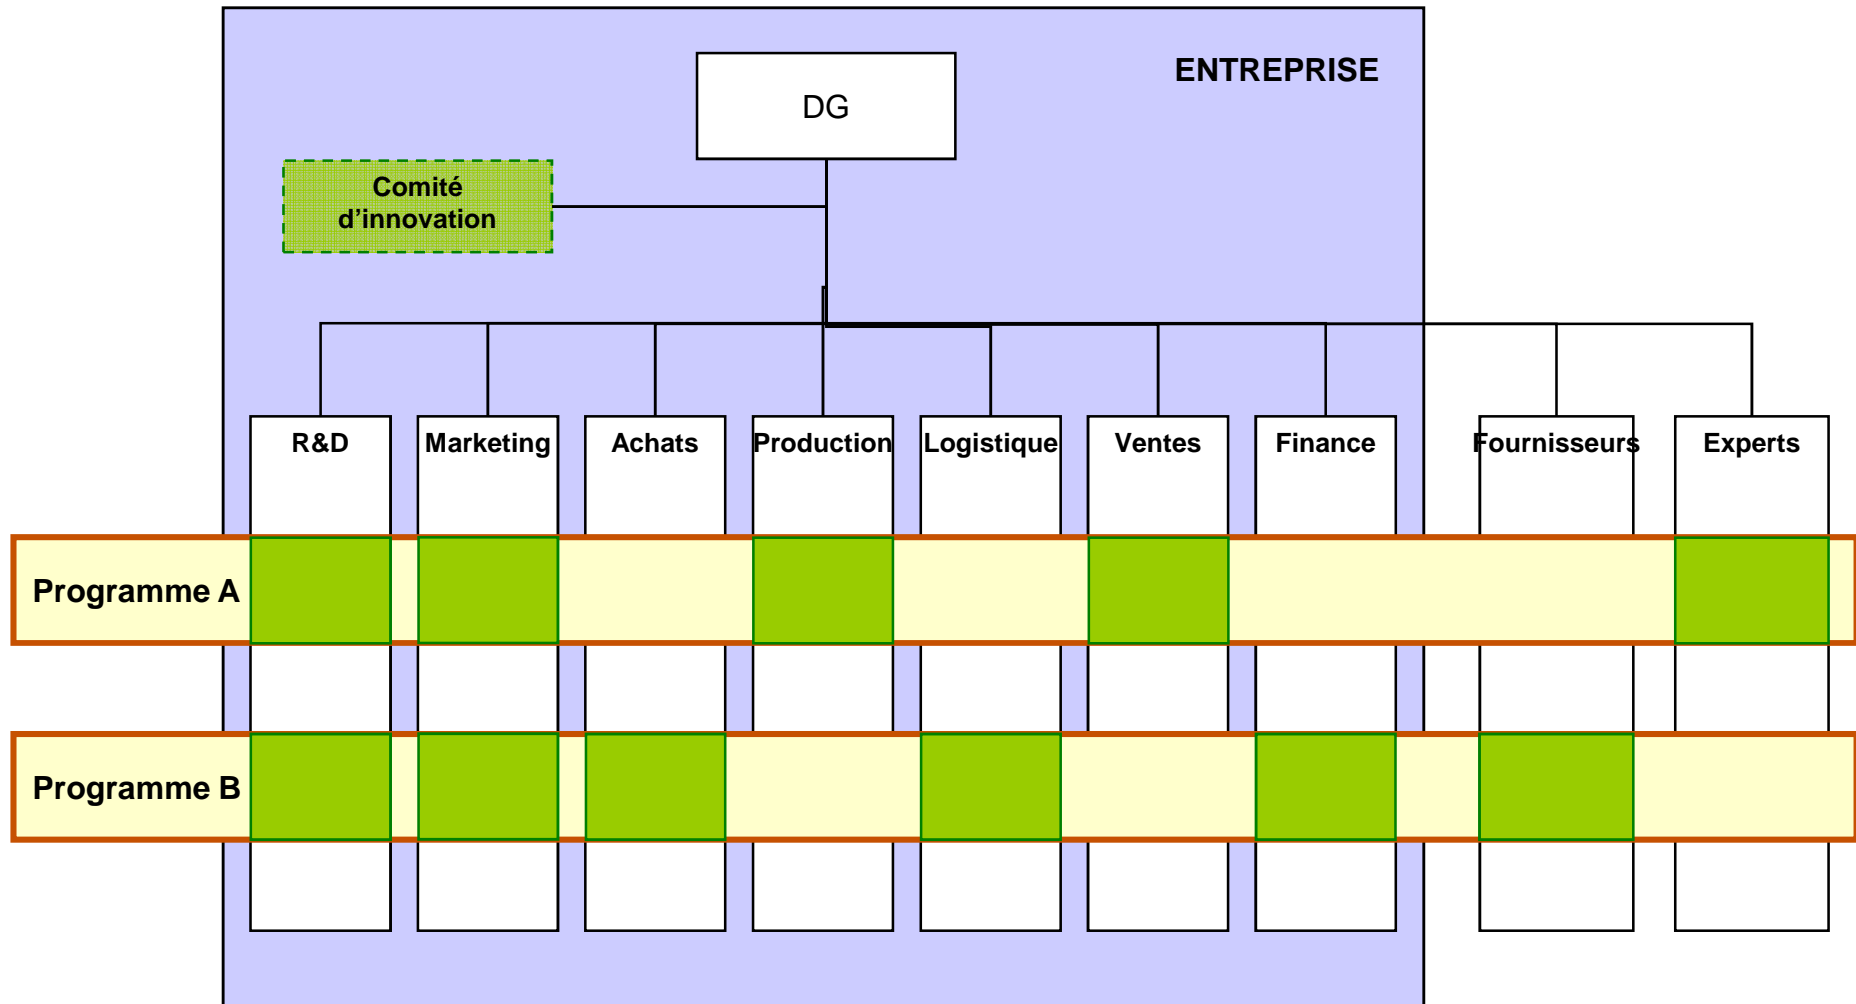 ENTREPRISE
DG
Comité
d’innovation
R&D
Marketing
Achats
Production
Logistique
Ventes
Finance
Fournisseurs
Experts
Programme A
Programme B